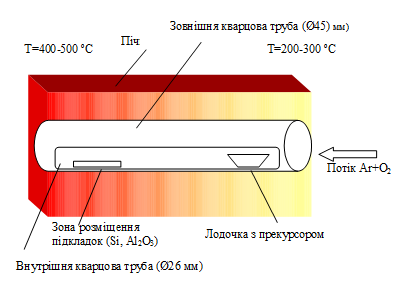 Зовнішня кварцова труба (Ø45) мм)
Піч
T=400-500 °C
T=200-300 °C
Потік Ar+O₂
Зона розміщення
підкладок (Si, Al₂O₃)
Лодочка з прекурсором
Внутрішня кварцова труба (Ø26 мм)